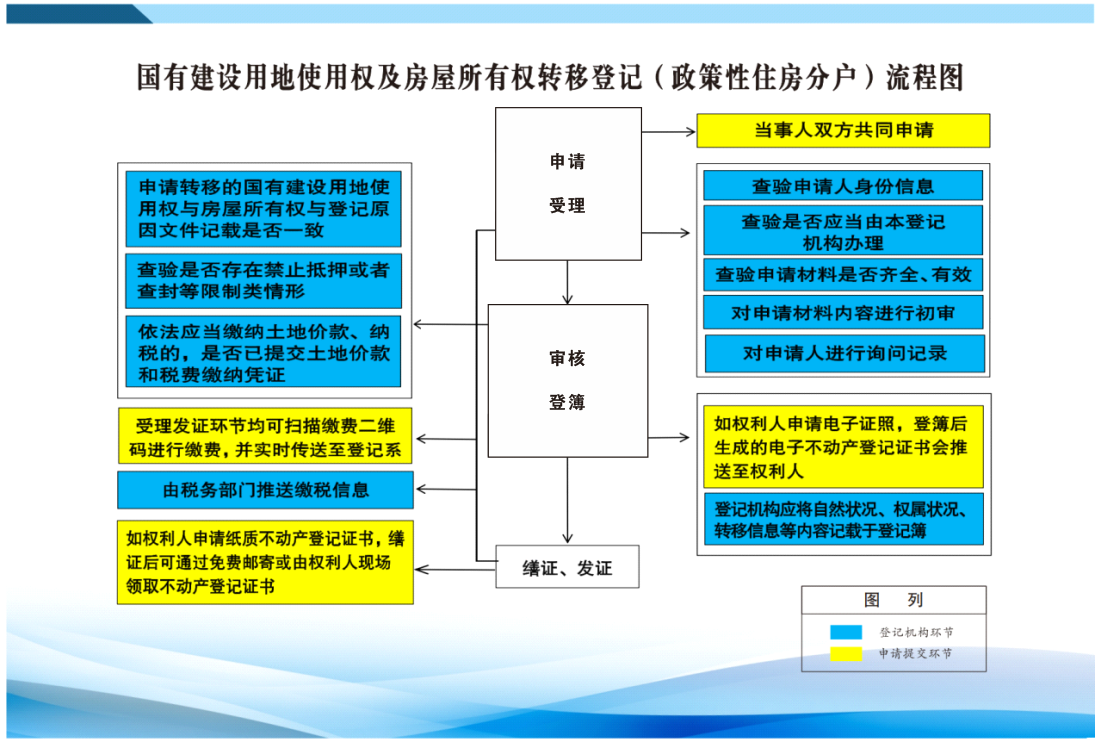 国有建设用地使用权及房屋所有权转移登记（政策性住房分户）流程图
申请
受理
当事人双方共同申请
查验申请人身份信息
查验是否应当由本登记
机构办理
查验申请材料是否齐全、有效
对申请材料内容进行初审
对申请人进行询问记录
申请转移的国有建设用地使
用权与房屋所有权与登记原
因文件记载是否一致
查验是否存在禁止抵押或者
查封等限制类情形
依法应当缴纳土地价款、纳
税的，是否已提交土地价款
和税费缴纳凭证
审核
登簿
受理发证环节均可扫描缴费二维
码进行缴费，并实时传送至登记系
由税务部门推送缴税信息
如权利人申请纸质不动产登记证书，缮
证后可通过免费邮寄或由权利人现场
领取不动产登记证书
如权利人申请电子证照，登簿后
生成的电子不动产登记证书会推
送至权利人
登记机构应将自然状况、权属状况、
转移信息等内容记载于登记簿
缮证、发证
图 列
登记机构环节
申请提交环节